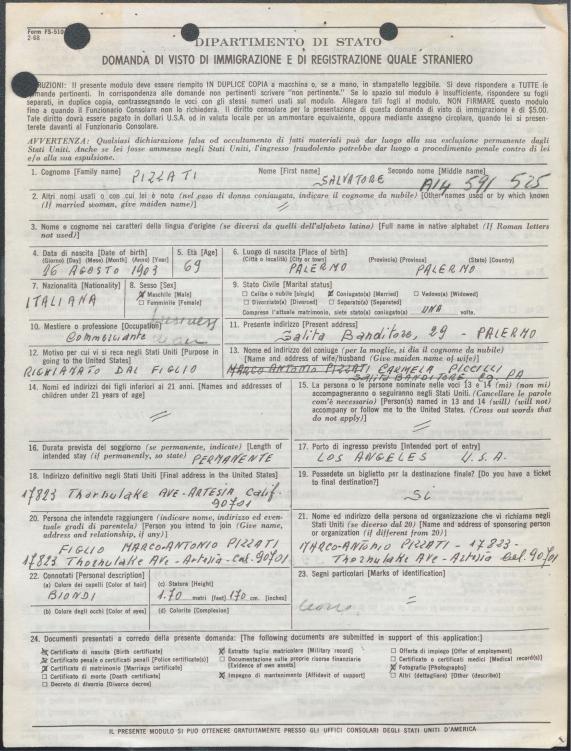 Form FS-510
2-68
DIPARTIMENTO DI STATO
DOMANDA DI VISTO DI IMMIGRAZIONE E DI REGISTRAZIONE QUALE STRANIERO
RUZIONI: Il presente modulo deve essere riempito IN DUPLICE COPIA a macchina o, se a mano, in stampatello leggibile. Si deve rispondere a TUTTE le
mande pertinenti. In corrispondenza alle domande non pertinenti scrivere "non pertinente." Se lo spazio sul modulo è insufficiente, rispondere su fogli
separati, in duplice copia, contrassegnando le voci con gli stessi numeri usati sul modulo. Allegare tali fogli al modulo. NON FIRMARE questo modulo
fino a quando il Funzionario Consolare non lo richiederà. Il diritto consolare per la presentazione di questa domanda di visto di immigrazione è di $5.00.
Tale diritto dovrà essere pagato in dollari U.S.A. od in valuta locale per un ammontare equivalente, oppure mediante assegno circolare, quando lei si presen-
terete davanti al Funzionario Consolare.
AVVERTENZA: Qualsiasi dichiarazione falsa od occultamento di fatti materiali può dar luogo alla sua esclusione permanente dagli
Stati Uniti. Anche se lei fosse ammesso negli Stati Uniti, l'ingresso fraudolento potrebbe dar luogo a procedimento penale contro di lei
e/o alla sua espulsione.
1. Cognome [Family name] Nome [First name] Secondo nome [Middle name]
PIZZATI SALVATORE A14 591 525
2. Altri nomi usati o con cui lei è noto (nel caso di donna coniugata, indicare il cognome da nubile) [Other names used or by which known
(If married woman, give maiden name)]
3. Nome e cognome nei caratteri della lingua d'origine (se diversi da quelli dell'alfabeto latino) [Full name in native alphabet (If Roman letters
not used)]
4. Data di nascita [Date of birth]
(Giorno) [Day] (Mese) [Month] (Anno) [Year]
26 AGOSTO 1903
5. Età [Age]
69
6. Luogo di nascita [Place of birth]
(Città o località) [City or town] (Provincia) [Province] (Stato) [Country]
PALERMO PALERMO
7. Nazionalità [Nationality]
ITALIANA
8. Sesso [Sex]
Maschile [Male]
Femminile [Female]
9. Stato Civile [Marital status]
Celibe o nubile [single] Coniugato(a) [Married] Vedovo(a) [Widowed]
Divorziato(a) [Divorced] Separato(a) [Separated]
Compreso l'attuale matrimonio, siete stato(a) coniugato(a) UNA volte.
10. Mestiere o professione [Occupation]
business man
Commerciante
11. Presente indirizzo [Present address]
Salita Banditore, 29 - PALERMO
12. Motivo per cui vi si reca negli Stati Uniti [Purpose in
going to the United States]
RICHIAMATO DAL FIGLIO
13. Nome ed indirizzo del coniuge (per la moglie, si dia il cognome da nubile)
[Name and address of wife/husband (Give maiden name of wife)]
MARCO ANTONIO PIZZATI CARMELA PICCILLI
SALITA BANDITORE 29 PA
14. Nomi ed indirizzi dei figli inferiori ai 21 anni. [Names and addresses of
children under 21 years of age]
15. La persona o le persone nominate nelle voci 13 e 14 (mi) (non mi)
accompagneranno o seguiranno negli Stati Uniti. (Cancellare le parole
com'è necessario) [Person(s) named in 13 and 14 (will) (will not)
accompany or follow me to the United States. (Cross out words that
do not apply)]
16. Durata prevista del soggiorno (se permanente, indicate) [Length of
intended stay (if permanently, so state)] PERMANENTE
17. Porto di ingresso previsto [Intended port of entry]
LOS ANGELES U.S.A.
18. Indirizzo definitivo negli Stati Uniti [Final address in the United States]
17823 Thornlake AVE-ARTESIA Calif.
90701
19. Possedete un biglietto per la destinazione finale? [Do you have a ticket
to final destination?]
Si
20. Persona che intendete raggiungere (indicare nome, indirizzo ed even-
tuale gradi di parentela) [Person you intend to join (Give name,
address and relationship, if any)]
FIGLIO MARCO-ANTONIO PIZZATI
17823 Thornlake Ave-Artesia-Cal. 90701
21. Nome ed indirizzo della persona od organizzazione che vi richiama negli
Stati Uniti (se diverso dal 20) [Name and address of sponsoring person
or organization (if different from 20)]
MARCO-ANTONIO PIZZATI - 17823-
Thornlake Ave-Artesia Cal. 90701
22. Connotati [Personal description]
(a) Colore dei capelli [Color of hair]
BIONDI
(c) Statura [Height]
1.70 metri [feet] 170 cm. [inches]
(b) Colore degli occhi [Color of eyes] (d) Colorito [Complexion]
23. Segni particolari [Marks of identification]
24. Documenti presentati a corredo della presente domanda: [The following documents are submitted in support of this application:]
Certificato di nascita [Birth certificate]
Certificato penale o certificati penali [Police certificate(s)]
Certificato di matrimonio [Marriage certificate]
Certificato di morte [Death certificate]
Decreto di divorzio [Divorce decree]
Estratto foglio matricolare [Military record]
Documentazione sulle proprie risorse finanziarie
[Evidence of own assets]
Impegno di mantenimento [Affidavit of support]
Offerta di impiego [Offer of employment]
Certificato o certificati medici [Medical record(s)]
Fotografie [Photographs]
Altri (dettagliare) [Other (describe)]
IL PRESENTE MODULO SI PUÒ OTTENERE GRATUITAMENTE PRESSO GLI UFFICI CONSOLARI DEGLI STATI UNITI D'AMERICA